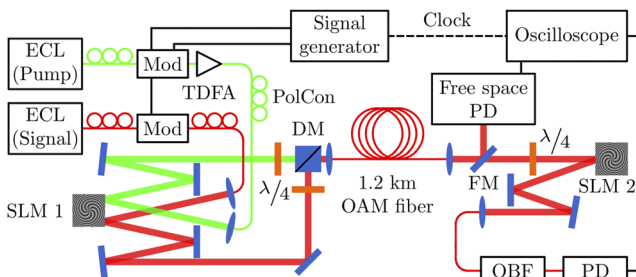 ECL
(Pump)
Mod
TDFA
Signal
generator
Clock
Oscilloscope
ECL
(Signal)
Mod
PolCon
DM
Free space
PD
λ/4
λ/4
SLM 1
1.2 km
OAM fiber
λ/4
FM
SLM 2
OBF
PD